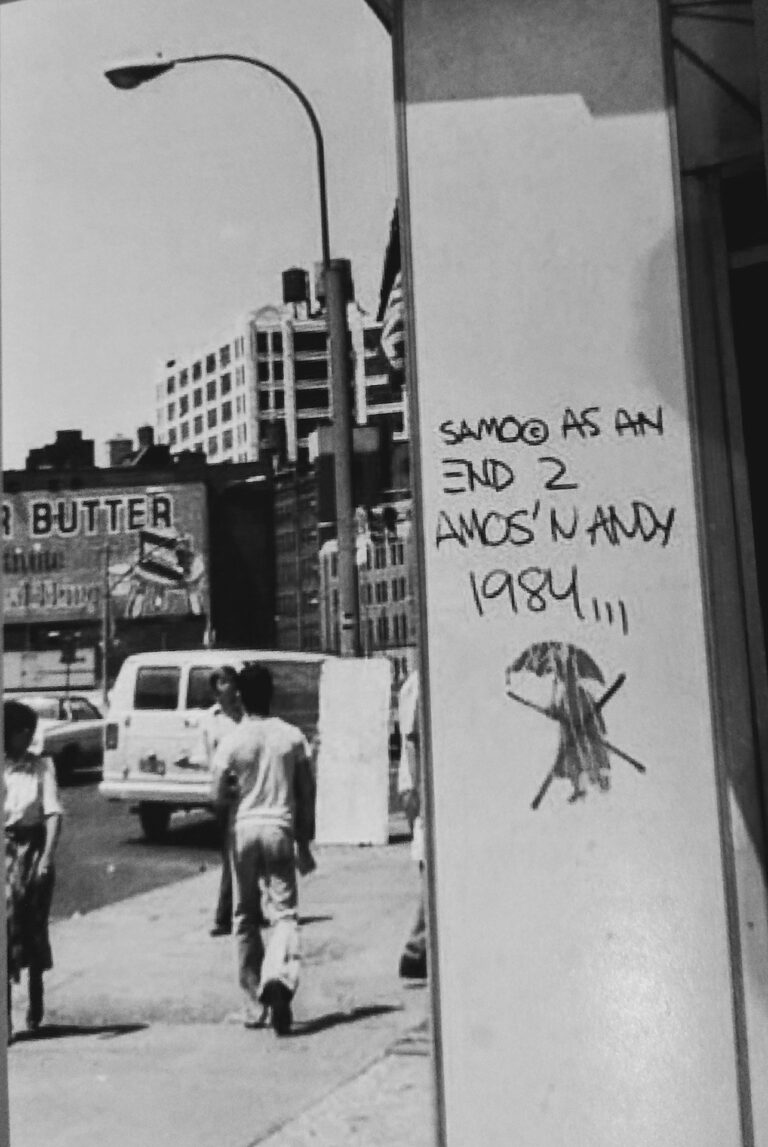 BUTTER
SAMO© AS AN
END 2
AMOS'N ANDY
1984,,,